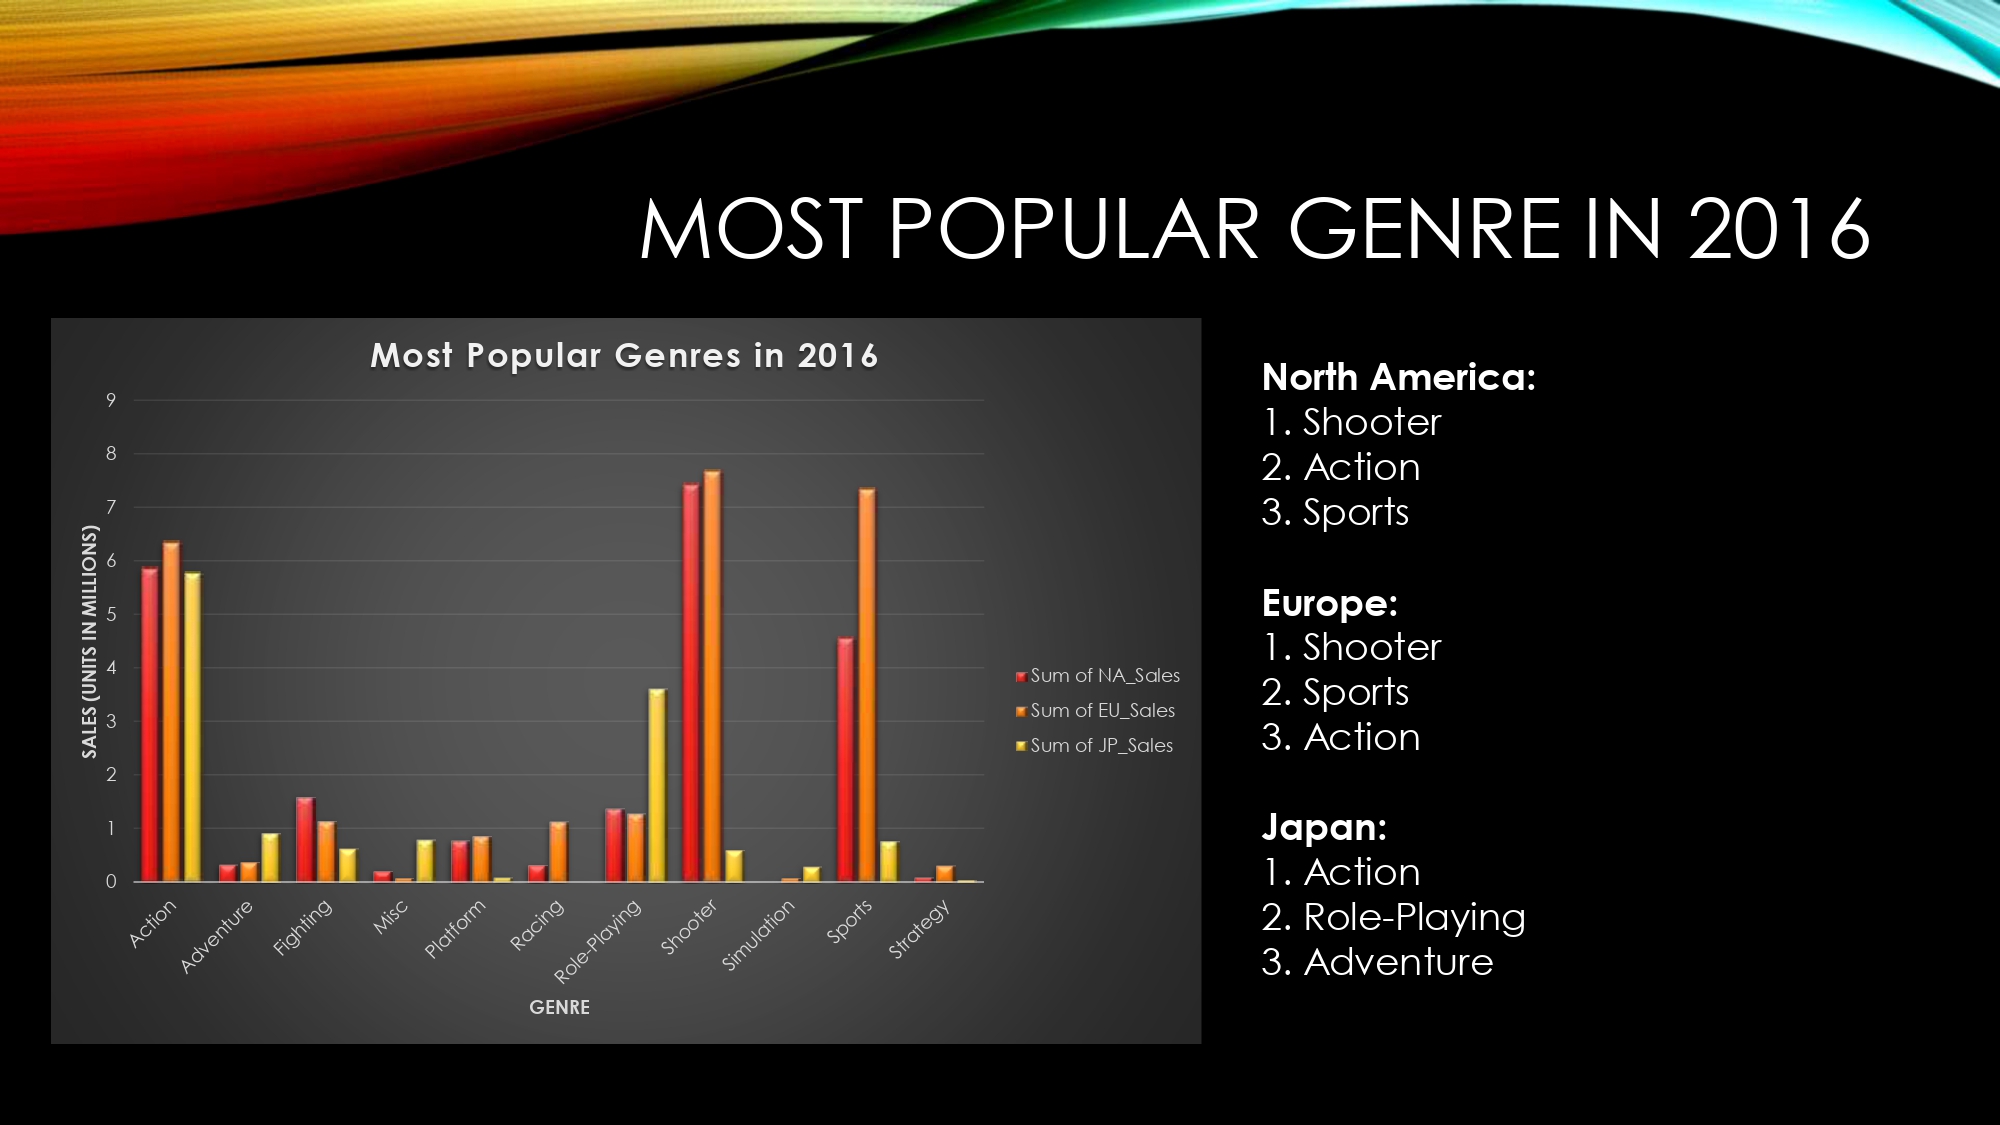 MOST POPULAR GENRE IN 2016
Most Popular Genres in 2016
SALES (UNITS IN MILLIONS)
9
8
7
6
5
4
3
2
1
0
Action
Adventure
Fighting
Misc
Platform
Racing
Role-Playing
Shooter
Simulation
Sports
Strategy
GENRE
Sum of NA_Sales
Sum of EU_Sales
Sum of JP_Sales
North America:
1. Shooter
2. Action
3. Sports
Europe:
1. Shooter
2. Sports
3. Action
Japan:
1. Action
2. Role-Playing
3. Adventure